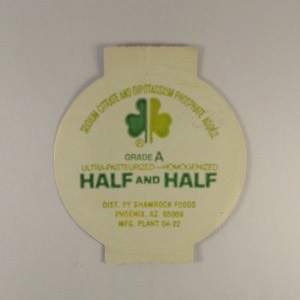 SODIUM CITRATE AND DIPOTASSIUM PHOSPHATE ADDED.
®
GRADE A
ULTRA-PASTEURIZED—HOMOGENIZED
HALF AND HALF
DIST. BY SHAMROCK FOODS
PHOENIX, AZ. 85009
MFG. PLANT 04-22